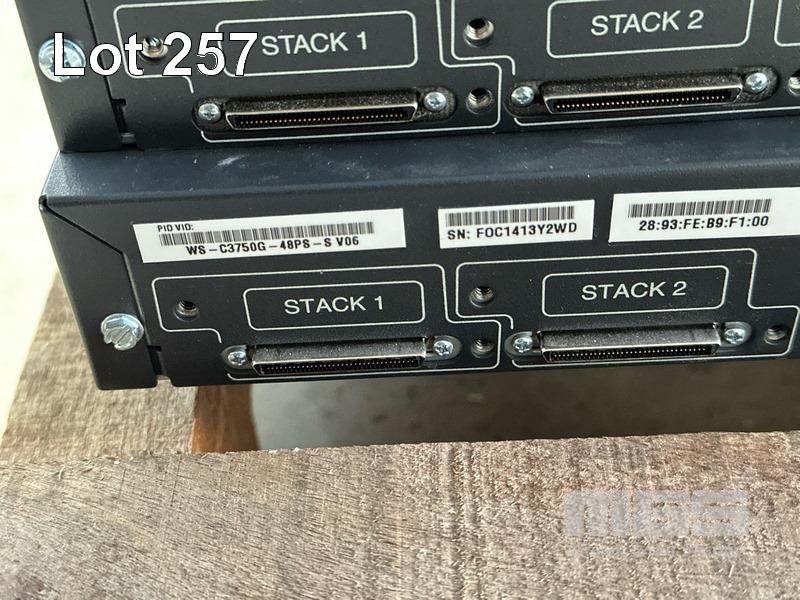 Lot 257
STACK 1
STACK 2
PID VID:
WS-C3750G-48PS-S V06
SN: FOC1413Y2WD
28:93:FE:B9:F1:00
STACK 1
STACK 2
MGS